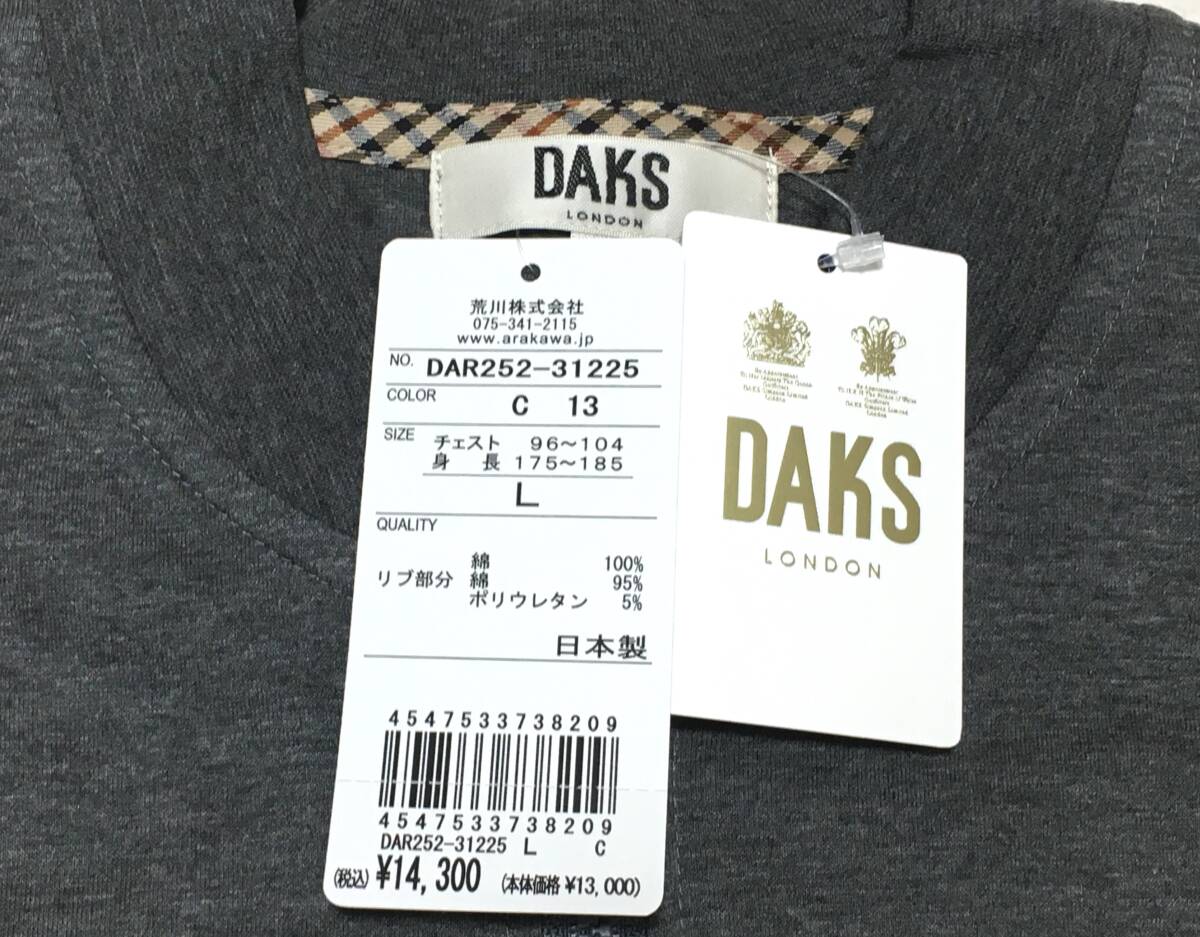 DAKS
LONDON
荒川株式会社
075-341-2115
www.arakawa.jp
NO. DAR252-31225
COLOR C 13
SIZE チェスト 96～104
身 長 175～185
L
QUALITY
綿 100%
リブ部分 綿 95%
ポリウレタン 5%
日本製
4547533738209
4547533738209
DAR252-31225 L C
(税込) ¥14,300 (本体価格 ¥13,000)
DAKS
LONDON